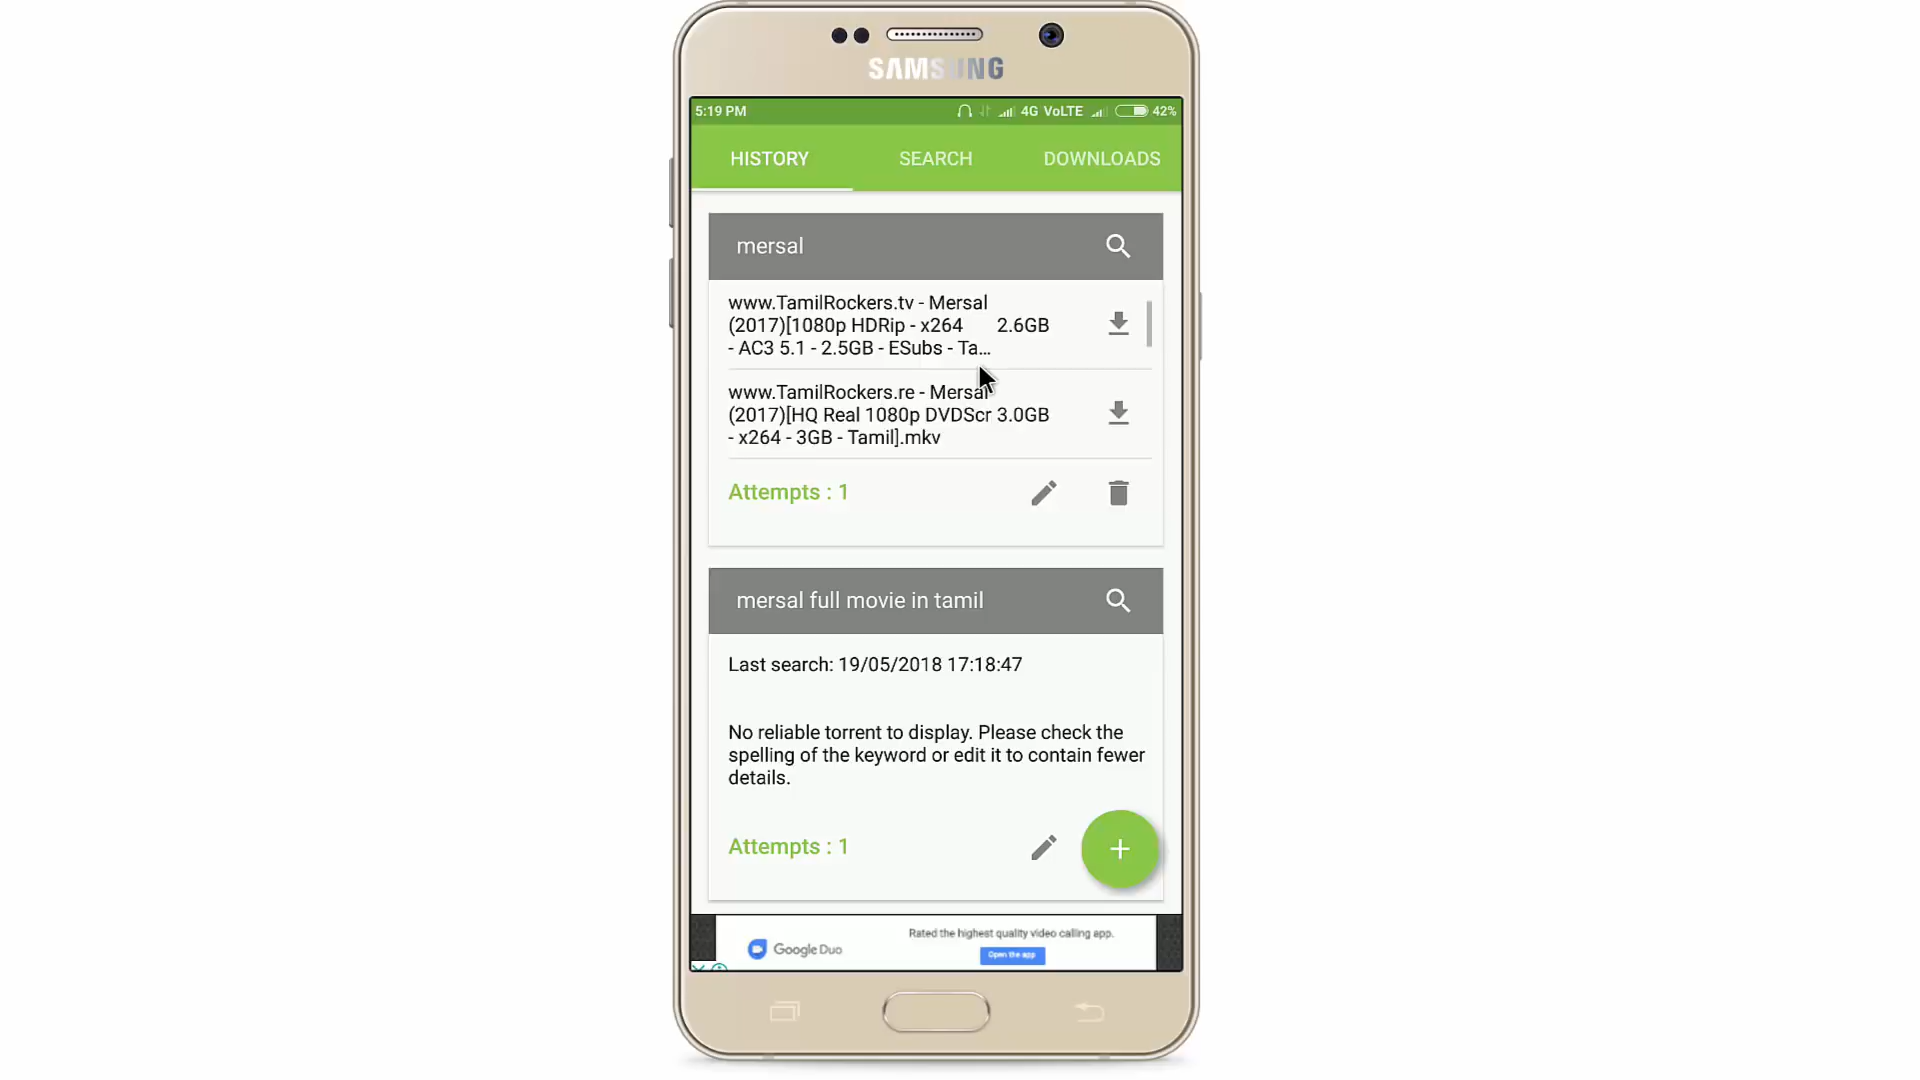 SAMSUNG
5:19 PM 4G VoLTE 42%
HISTORY SEARCH DOWNLOADS
mersal
www.TamilRockers.tv - Mersal
(2017)[1080p HDRip - x264 2.6GB
- AC3 5.1 - 2.5GB - ESubs - Ta...
www.TamilRockers.re - Mersal
(2017)[HQ Real 1080p DVDScr 3.0GB
- x264 - 3GB - Tamil].mkv
Attempts : 1
mersal full movie in tamil
Last search: 19/05/2018 17:18:47
No reliable torrent to display. Please check the
spelling of the keyword or edit it to contain fewer
details.
Attempts : 1
Rated the highest quality video calling app.
Google Duo
Open the app